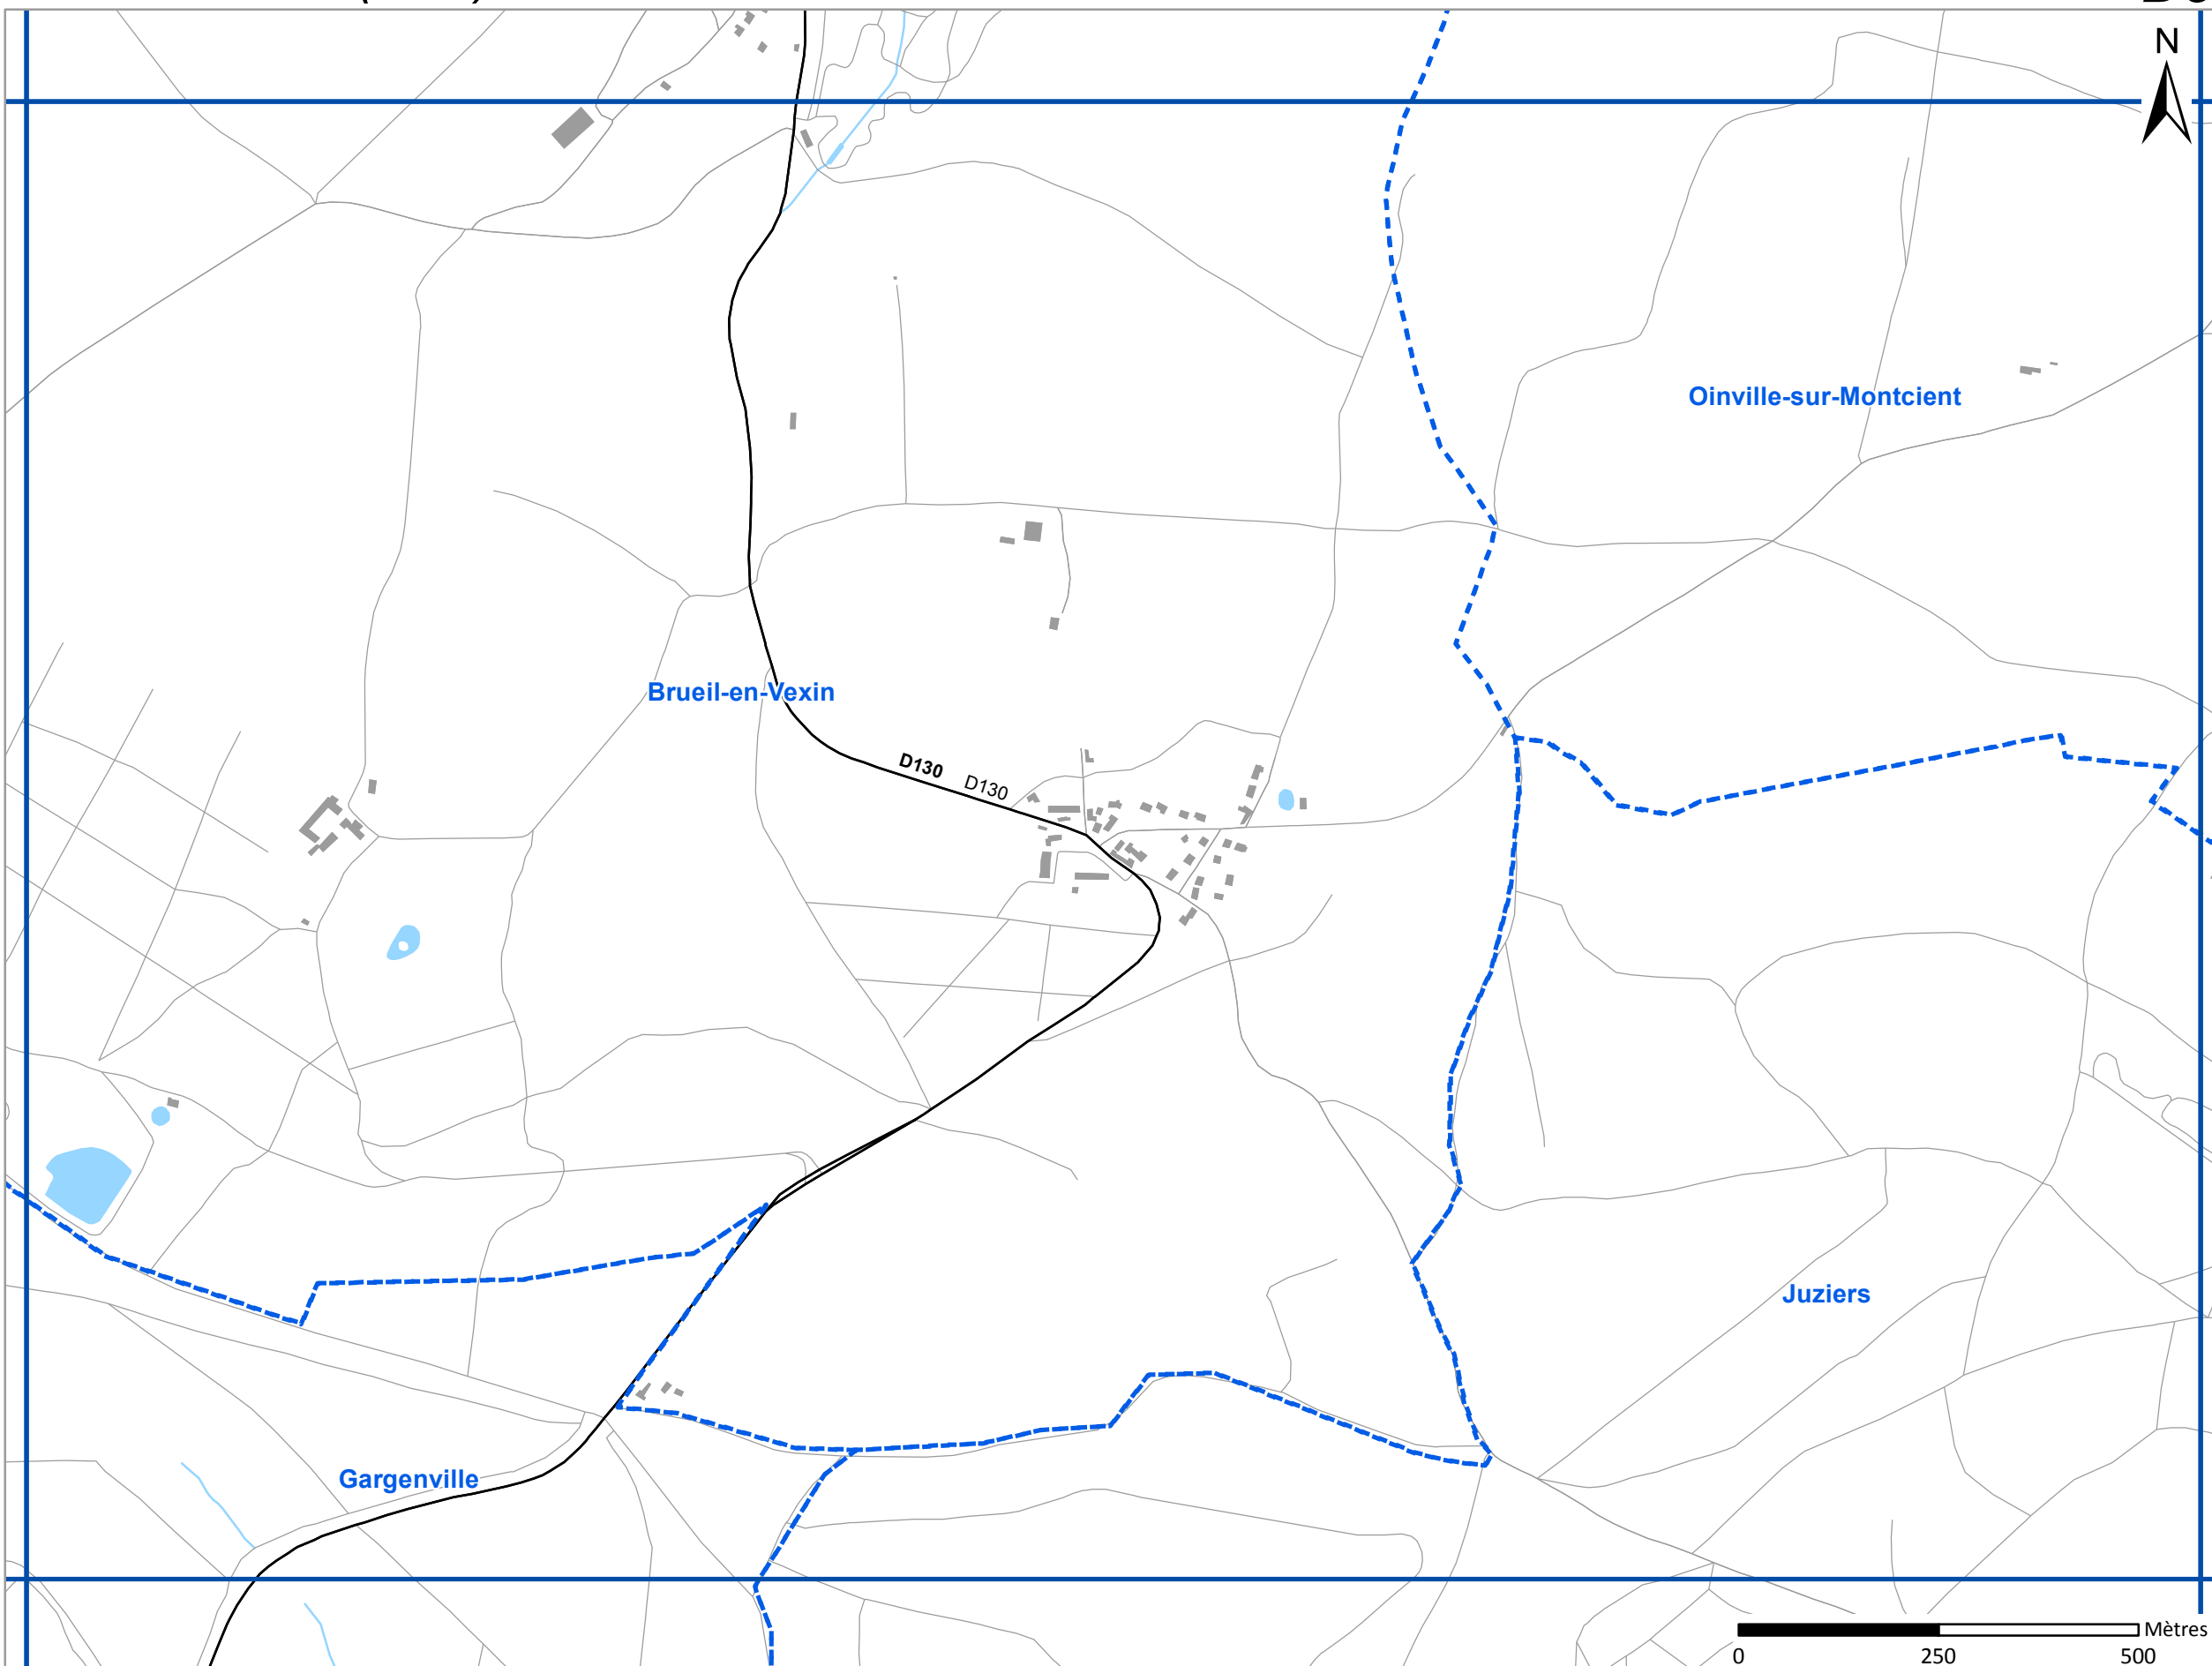 N
Oinville-sur-Montcient
Brueil-en-Vexin
D130
D130
Juziers
Gargenville
Mètres
0 250 500